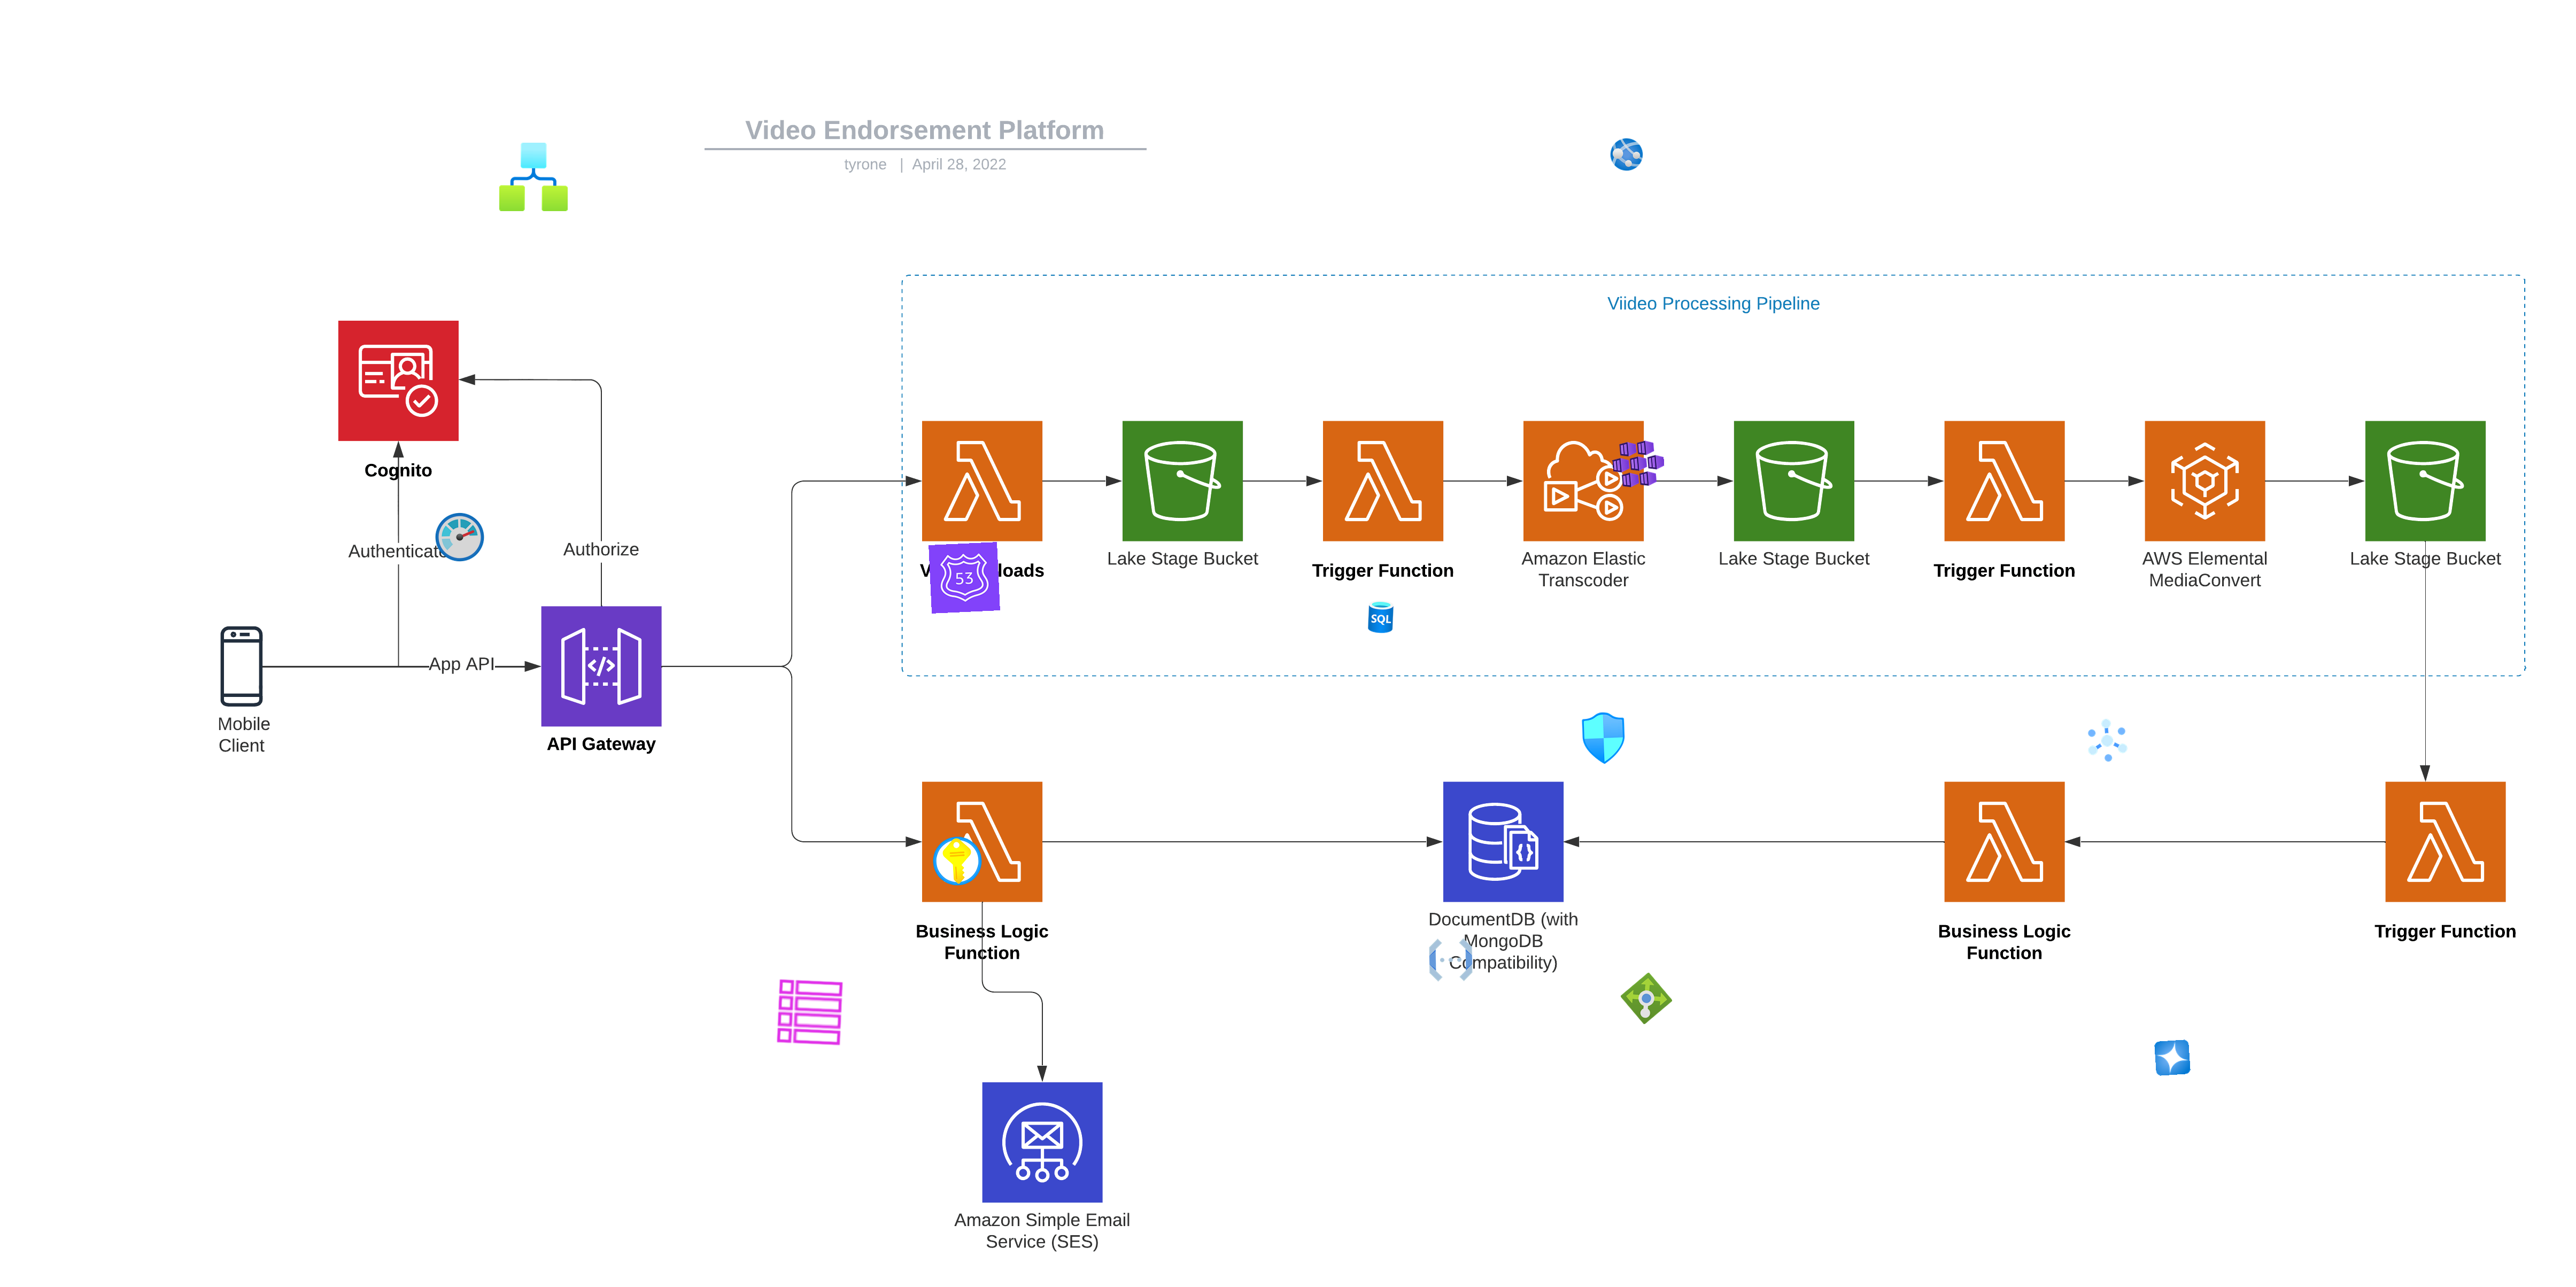 Video Endorsement Platform
tyrone | April 28, 2022
Viideo Processing Pipeline
Cognito
Authenticate
Authorize
App API
Mobile
Client
API Gateway
53
Lake Stage Bucket
Trigger Function
Amazon Elastic
Transcoder
Lake Stage Bucket
Trigger Function
AWS Elemental
MediaConvert
Lake Stage Bucket
SQL
Business Logic
Function
DocumentDB (with
MongoDB
Compatibility)
Business Logic
Function
Trigger Function
Amazon Simple Email
Service (SES)